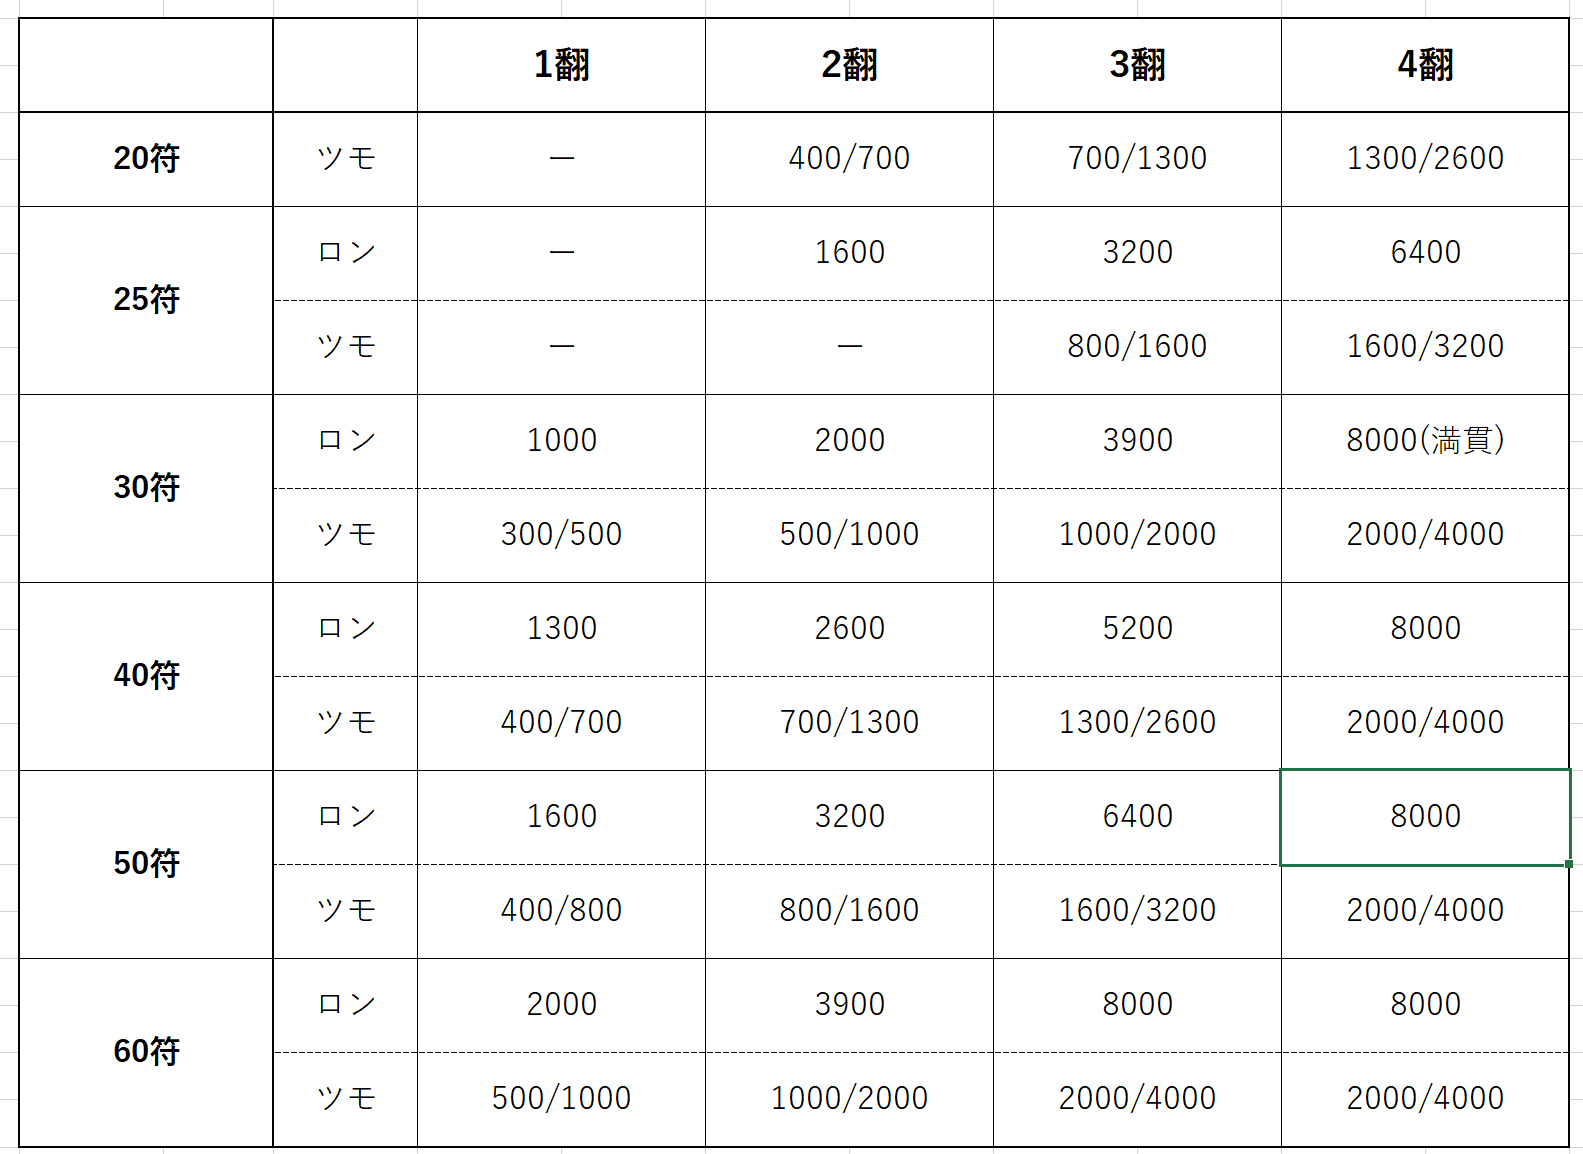 1翻 2翻 3翻 4翻
20符 ツモ ー 400/700 700/1300 1300/2600
25符 ロン ー 1600 3200 6400
ツモ ー ー 800/1600 1600/3200
30符 ロン 1000 2000 3900 8000(満貫)
ツモ 300/500 500/1000 1000/2000 2000/4000
40符 ロン 1300 2600 5200 8000
ツモ 400/700 700/1300 1300/2600 2000/4000
50符 ロン 1600 3200 6400 8000
ツモ 400/800 800/1600 1600/3200 2000/4000
60符 ロン 2000 3900 8000 8000
ツモ 500/1000 1000/2000 2000/4000 2000/4000